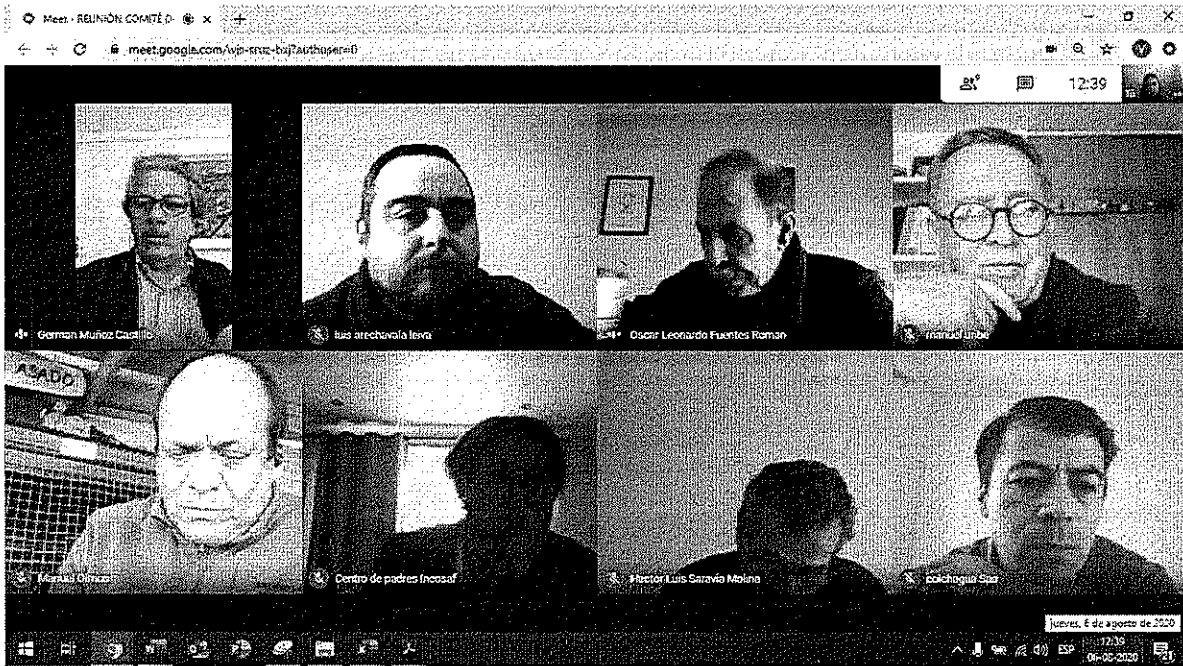 Meet - REUNIÓN COMITÉ D
meet.google.com/
12:39
German Muñoz Castillo
luis arechavala leiva
Oscar Leonardo Fuentes Roman
manuel uribe
ASADO
Manuel Olmos
Centro de padres Incosaf
Hector Luis Saravia Molina
colchagua
jueves, 6 de agosto de 2020
ESP
12:39
06-08-2020